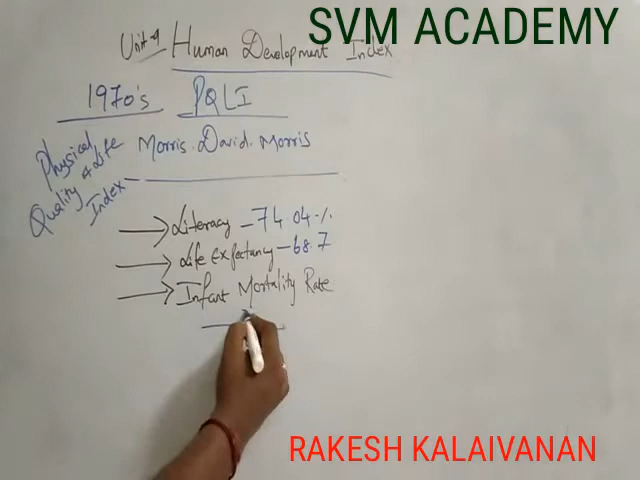 SVM ACADEMY
Unit-9 Human Development Index
1970's PQLI
Physical Quality of Life Index
Morris David Morris
Literacy - 74.04%
Life Expectancy - 68.7
Infant Mortality Rate
RAKESH KALAIVANAN